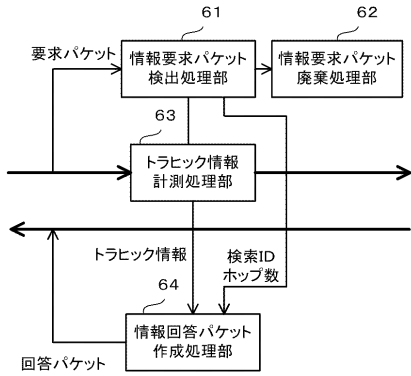 61
62
要求パケット
情報要求パケット
検出処理部
情報要求パケット
廃棄処理部
63
トラヒック情報
計測処理部
トラヒック情報
検索ID
ホップ数
64
情報回答パケット
作成処理部
回答パケット